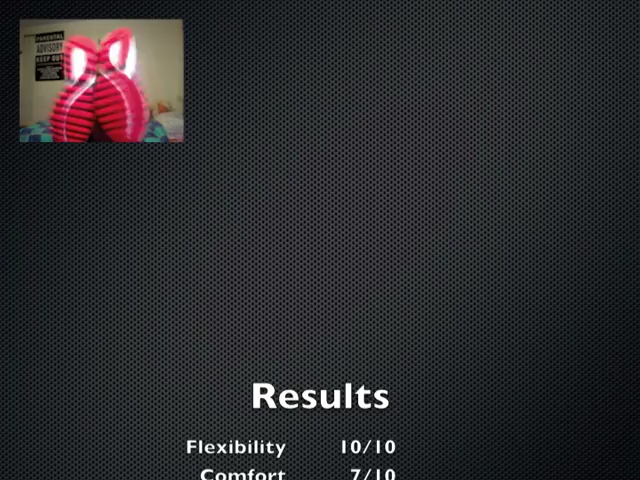 PARENTAL
ADVISORY
KEEP OUT
Results
Flexibility 10/10
Comfort 7/10